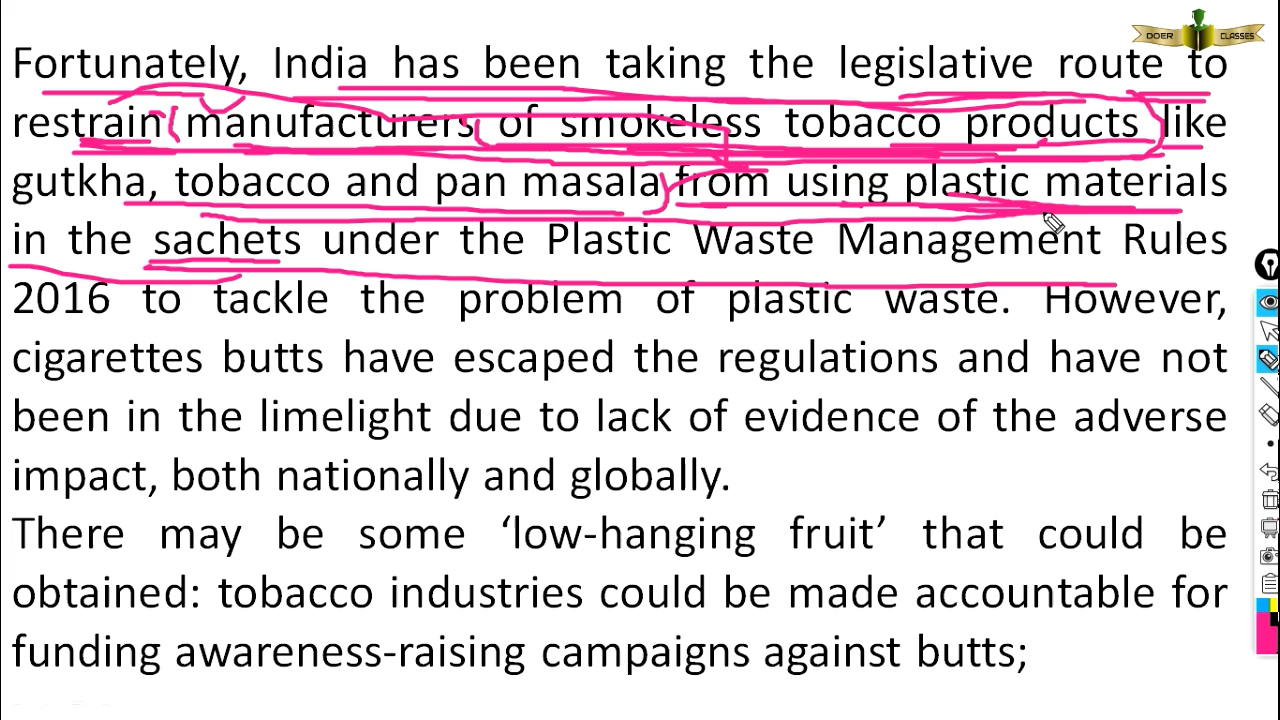 DOER CLASSES
Fortunately, India has been taking the legislative route to
restrain manufacturers of smokeless tobacco products like
gutkha, tobacco and pan masala from using plastic materials
in the sachets under the Plastic Waste Management Rules
2016 to tackle the problem of plastic waste. However,
cigarettes butts have escaped the regulations and have not
been in the limelight due to lack of evidence of the adverse
impact, both nationally and globally.
There may be some ‘low-hanging fruit’ that could be
obtained: tobacco industries could be made accountable for
funding awareness-raising campaigns against butts;